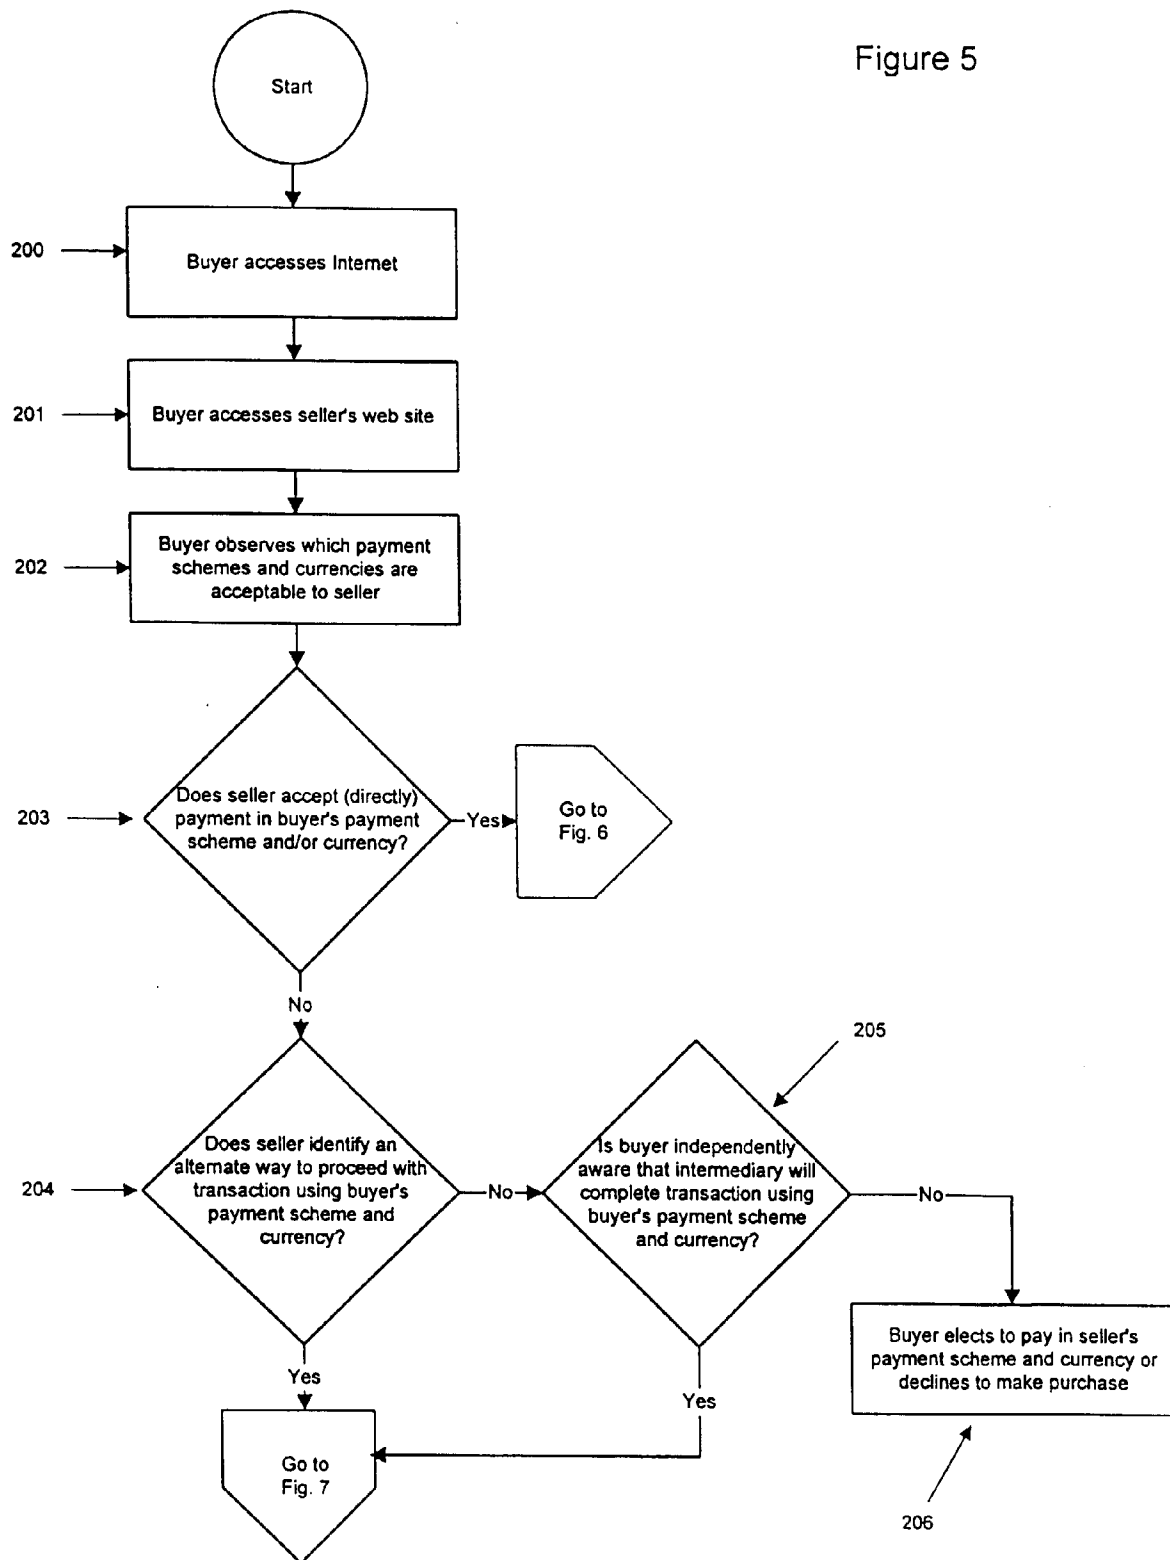 Figure 5
Start
200
Buyer accesses Internet
201
Buyer accesses seller's web site
202
Buyer observes which payment
schemes and currencies are
acceptable to seller
203
Does seller accept (directly)
payment in buyer's payment
scheme and/or currency?
Yes
Go to
Fig. 6
No
204
Does seller identify an
alternate way to proceed with
transaction using buyer's
payment scheme and
currency?
No
205
Is buyer independently
aware that intermediary will
complete transaction using
buyer's payment scheme
and currency?
No
Buyer elects to pay in seller's
payment scheme and currency or
declines to make purchase
206
Yes
Yes
Go to
Fig. 7